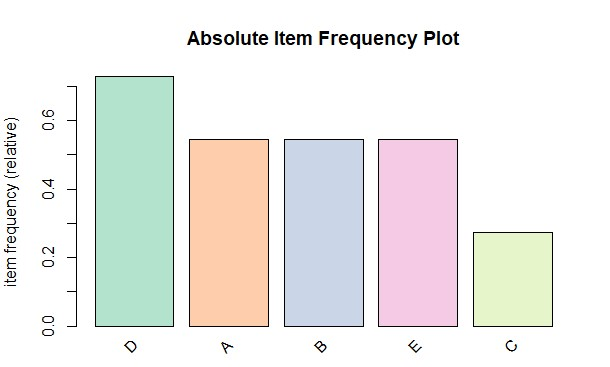 Absolute Item Frequency Plot
item frequency (relative)
0.6
0.4
0.2
0.0
D
A
B
E
C